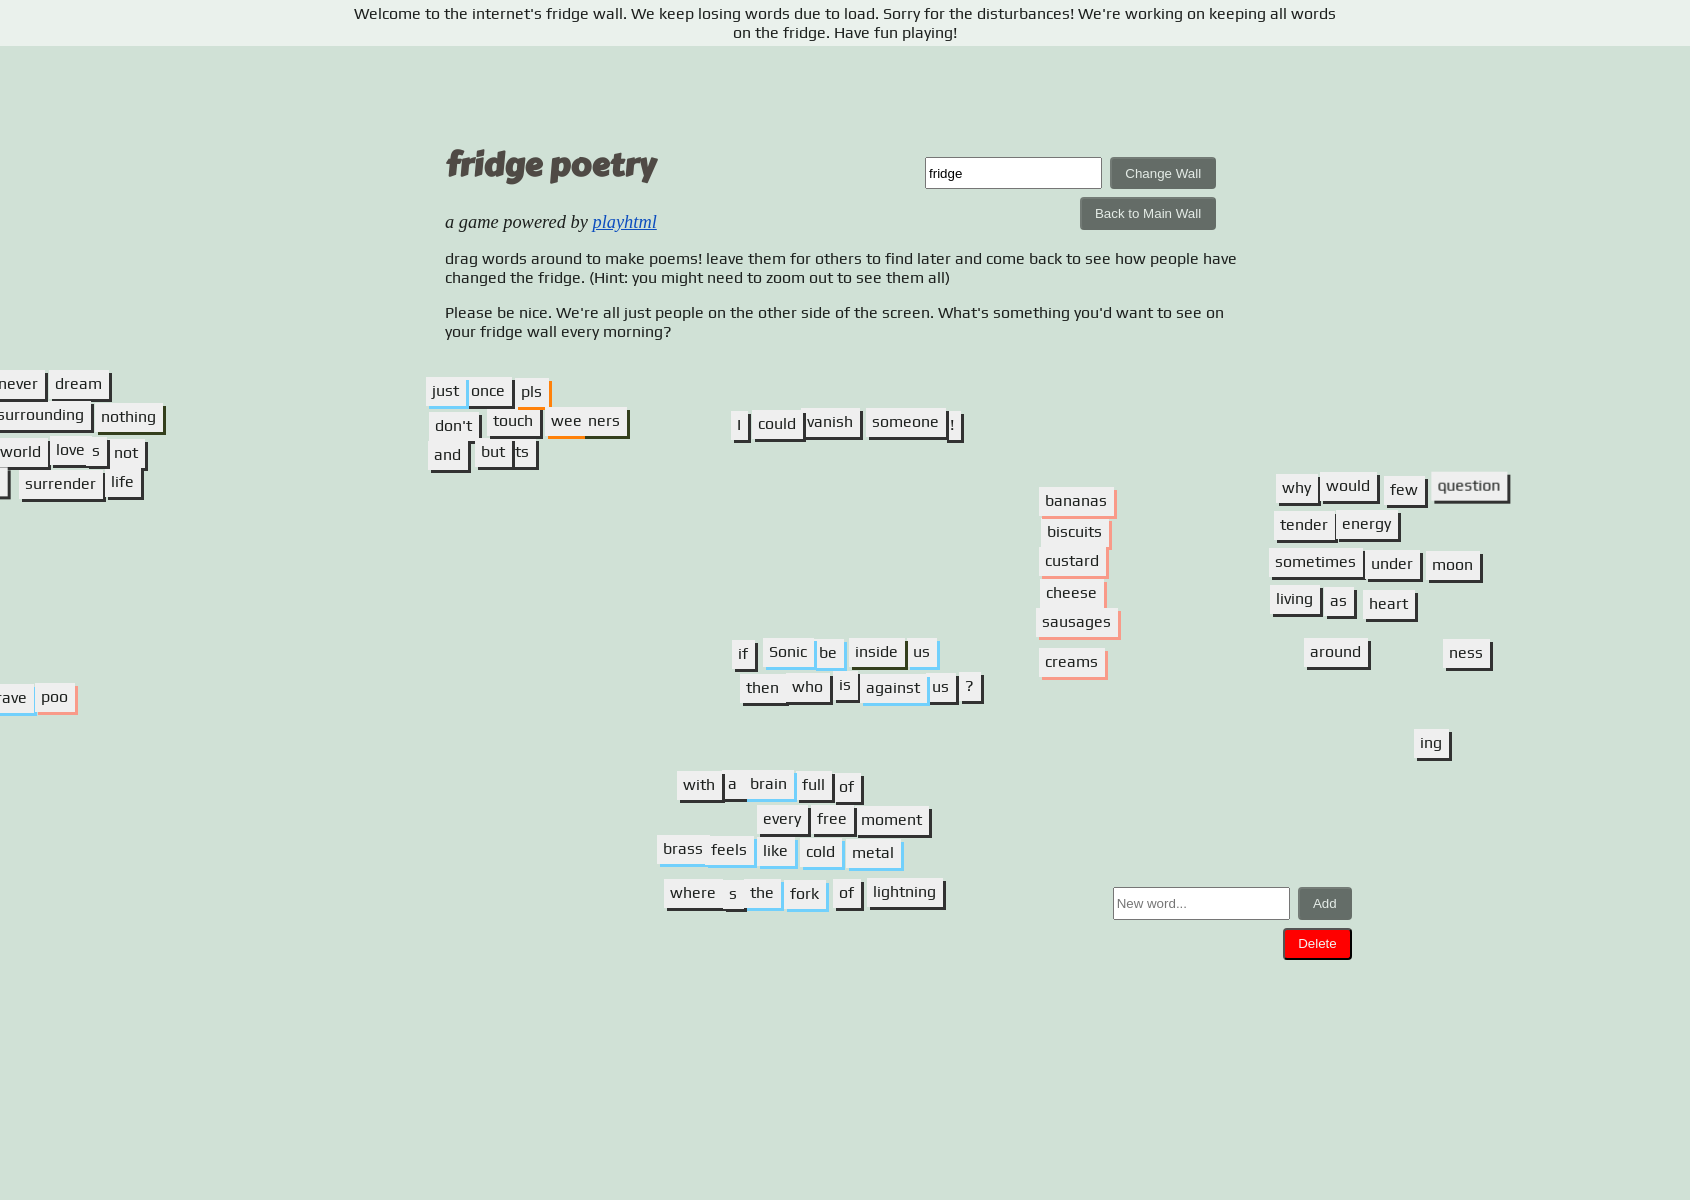 Welcome to the internet's fridge wall. We keep losing words due to load. Sorry for the disturbances! We're working on keeping all words
on the fridge. Have fun playing!
fridge poetry
fridge
Change Wall
Back to Main Wall
a game powered by playhtml
drag words around to make poems! leave them for others to find later and come back to see how people have
changed the fridge. (Hint: you might need to zoom out to see them all)
Please be nice. We're all just people on the other side of the screen. What's something you'd want to see on
your fridge wall every morning?
never dream
surrounding nothing
world love s not
surrender life
just once pls
don't touch wee ners
and but ts
I could vanish someone !
bananas
biscuits
custard
cheese
sausages
creams
why would few question
tender energy
sometimes under moon
living as heart
around ness
ing
if Sonic be inside us
then who is against us ?
rave poo
with a brain full of
every free moment
brass feels like cold metal
where s the fork of lightning
New word...
Add
Delete